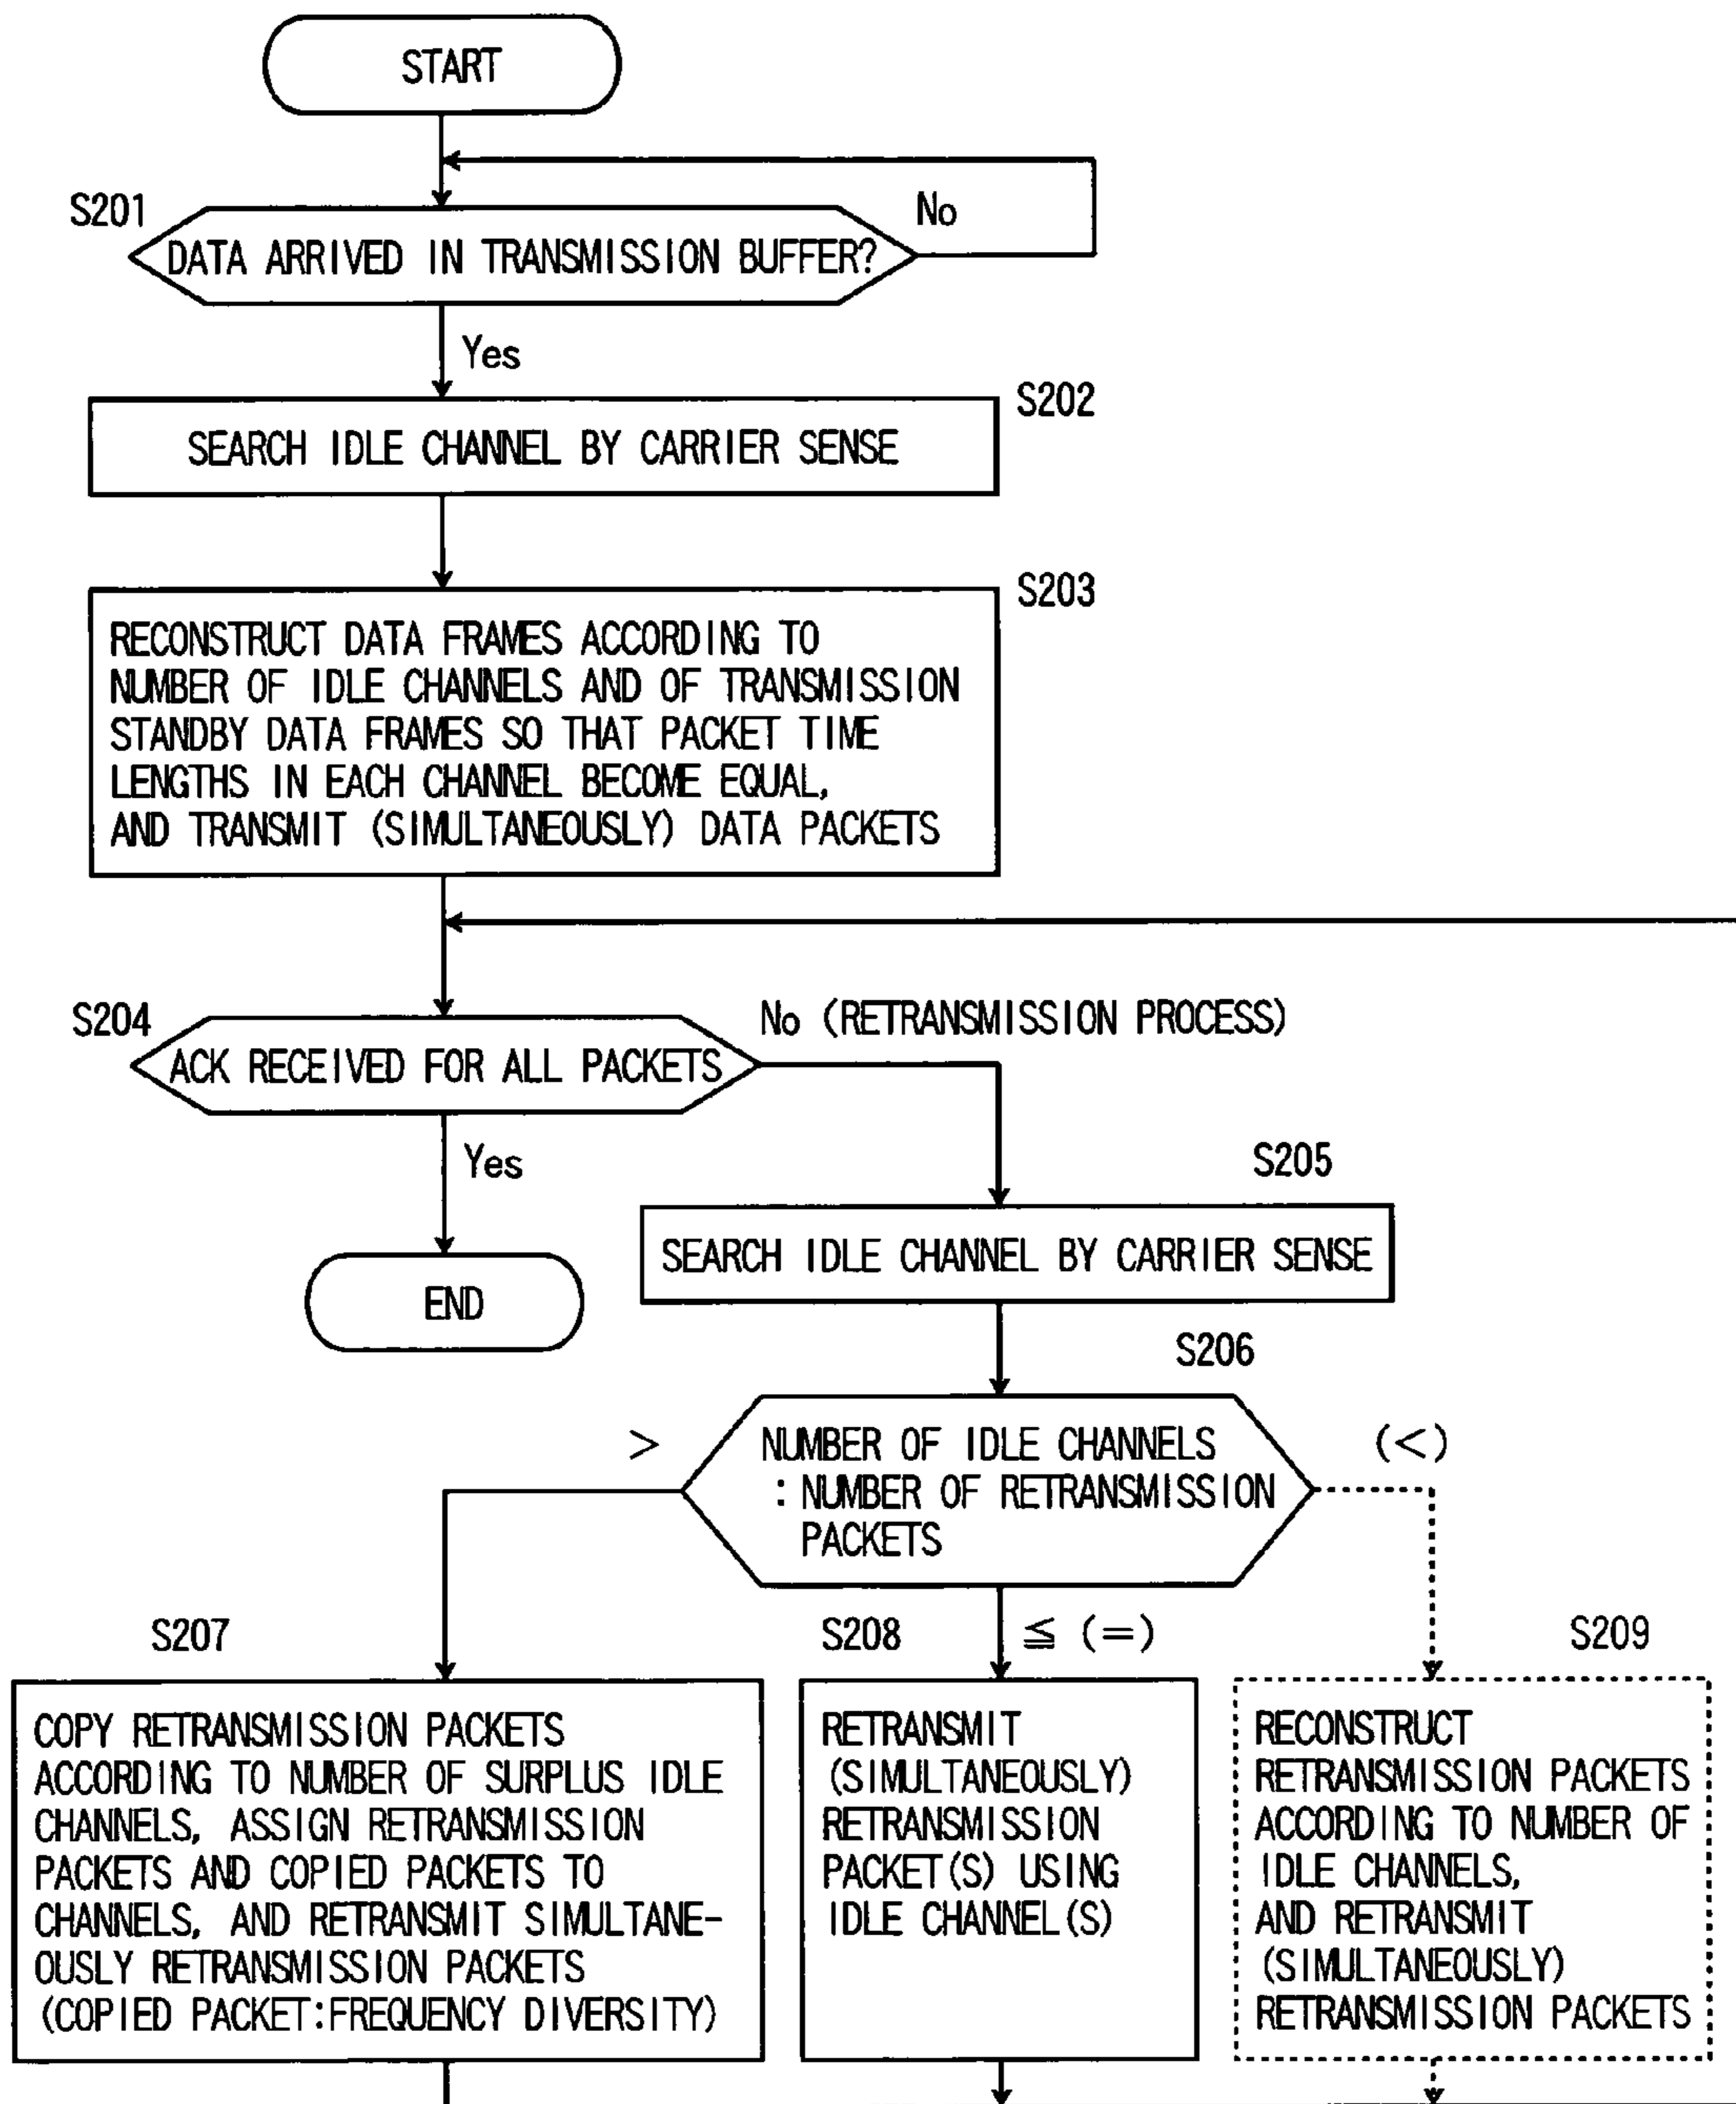 START
S201
No
DATA ARRIVED IN TRANSMISSION BUFFER?
Yes
S202
SEARCH IDLE CHANNEL BY CARRIER SENSE
S203
RECONSTRUCT DATA FRAMES ACCORDING TO
NUMBER OF IDLE CHANNELS AND OF TRANSMISSION
STANDBY DATA FRAMES SO THAT PACKET TIME
LENGTHS IN EACH CHANNEL BECOME EQUAL,
AND TRANSMIT (SIMULTANEOUSLY) DATA PACKETS
S204
No (RETRANSMISSION PROCESS)
ACK RECEIVED FOR ALL PACKETS
Yes
END
S205
SEARCH IDLE CHANNEL BY CARRIER SENSE
S206
>
NUMBER OF IDLE CHANNELS
: NUMBER OF RETRANSMISSION
PACKETS
(<)
S207
COPY RETRANSMISSION PACKETS
ACCORDING TO NUMBER OF SURPLUS IDLE
CHANNELS, ASSIGN RETRANSMISSION
PACKETS AND COPIED PACKETS TO
CHANNELS, AND RETRANSMIT SIMULTANE-
OUSLY RETRANSMISSION PACKETS
(COPIED PACKET:FREQUENCY DIVERSITY)
S208
≦ (=)
RETRANSMIT
(SIMULTANEOUSLY)
RETRANSMISSION
PACKET(S) USING
IDLE CHANNEL(S)
S209
RECONSTRUCT
RETRANSMISSION PACKETS
ACCORDING TO NUMBER OF
IDLE CHANNELS,
AND RETRANSMIT
(SIMULTANEOUSLY)
RETRANSMISSION PACKETS